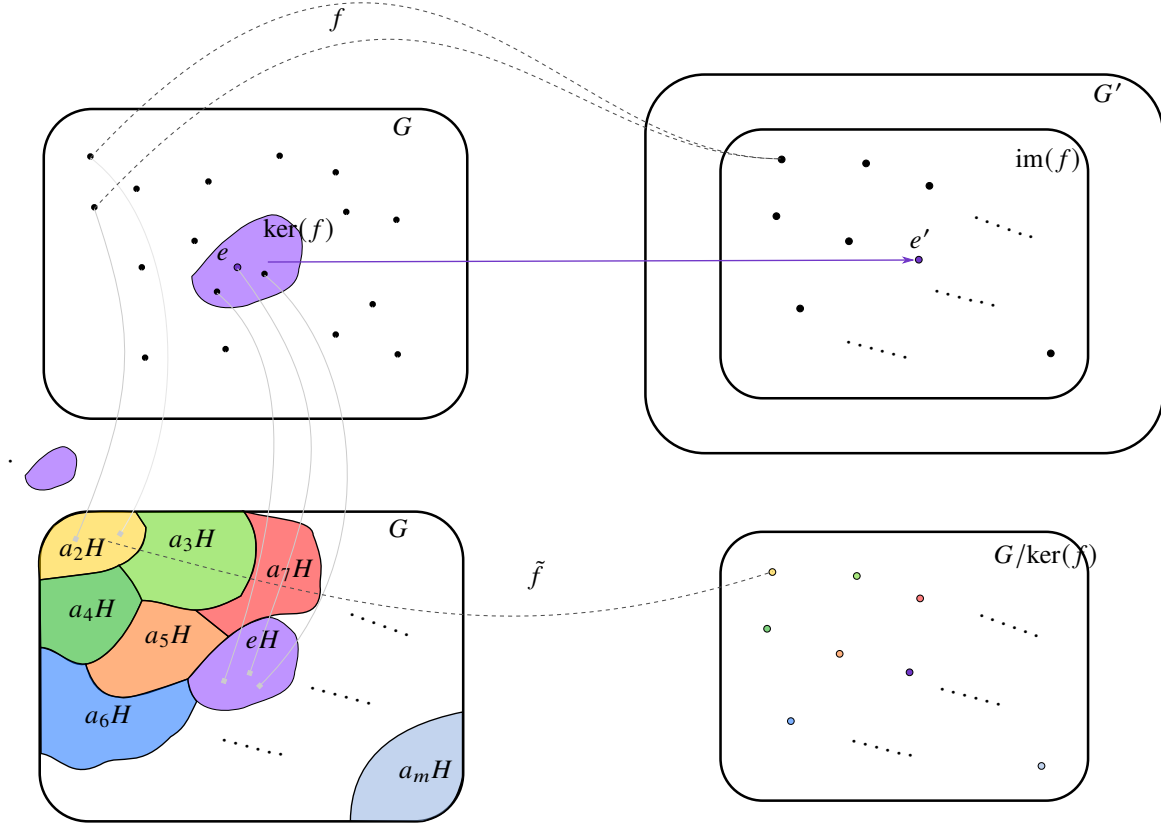 f
G
G′
im(f)
ker(f)
e
e′
G
a₂H
a₃H
a₇H
G/ker(f)
f̃
a₄H
a₅H
eH
a₆H
aₘH